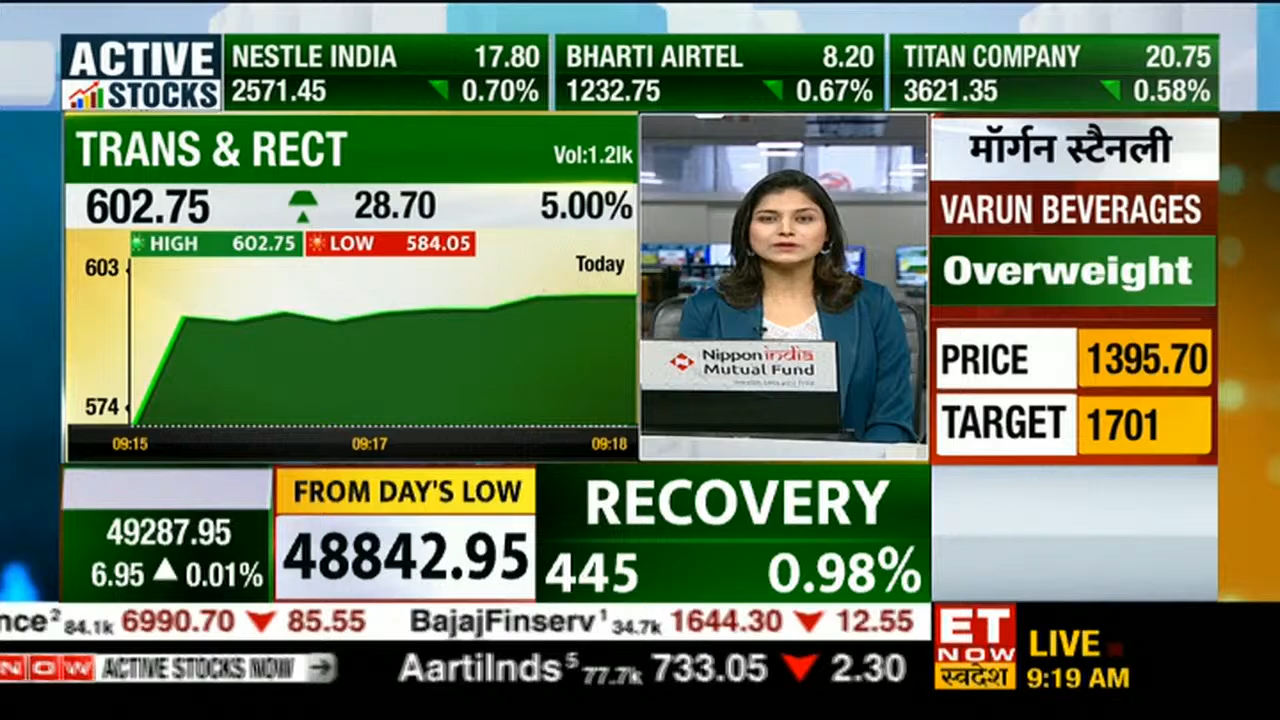 ACTIVE STOCKS
NESTLE INDIA 17.80
2571.45 ▼ 0.70%
BHARTI AIRTEL 8.20
1232.75 ▼ 0.67%
TITAN COMPANY 20.75
3621.35 ▼ 0.58%
TRANS & RECT Vol:1.2lk
602.75 28.70 5.00%
HIGH 602.75 LOW 584.05
603 Today
574
09:15 09:17 09:18
Nippon india
Mutual Fund
मॉर्गन स्टैनली
VARUN BEVERAGES
Overweight
PRICE 1395.70
TARGET 1701
49287.95
6.95 ▲ 0.01%
FROM DAY'S LOW
48842.95
RECOVERY
445 0.98%
nce² 84.1k 6990.70 ▼ 85.55 BajajFinserv¹ 34.7k 1644.30 ▼ 12.55
NOW ACTIVE STOCKS NOW → AartiInds⁵ 77.7k 733.05 ▼ 2.30
ET NOW स्वदेश
LIVE
9:19 AM